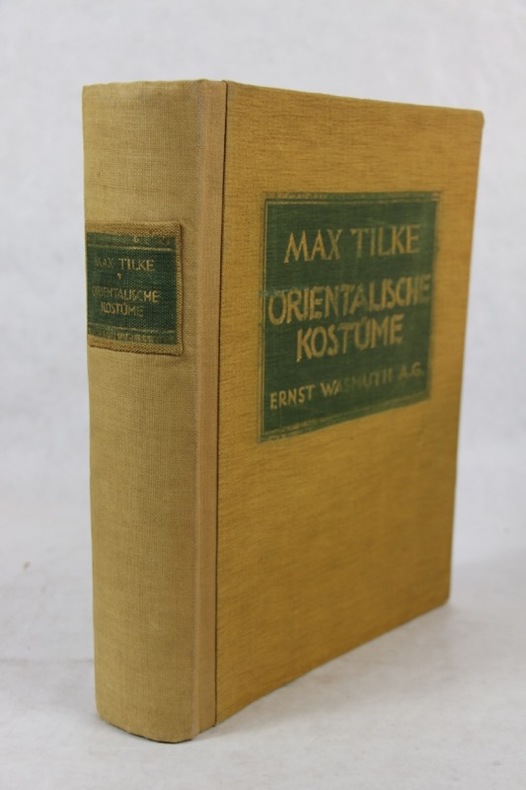 MAX TILKE
ORIENTALISCHE
KOSTÜME
MAX TILKE
ORIENTALISCHE
KOSTÜME
ERNST WASMUTH A.G.